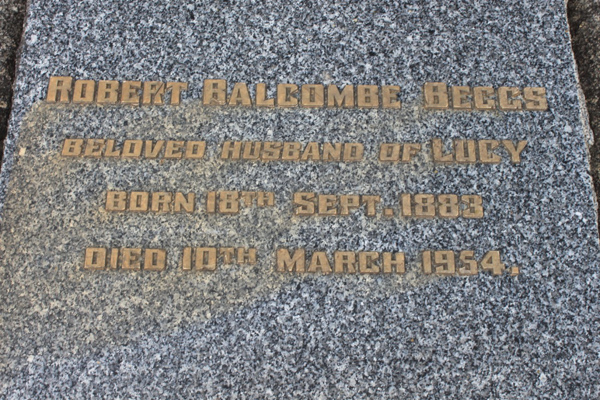 ROBERT BALCOMBE BEGGS
BELOVED HUSBAND OF LUCY
BORN 18TH SEPT. 1883
DIED 10TH MARCH 1954.